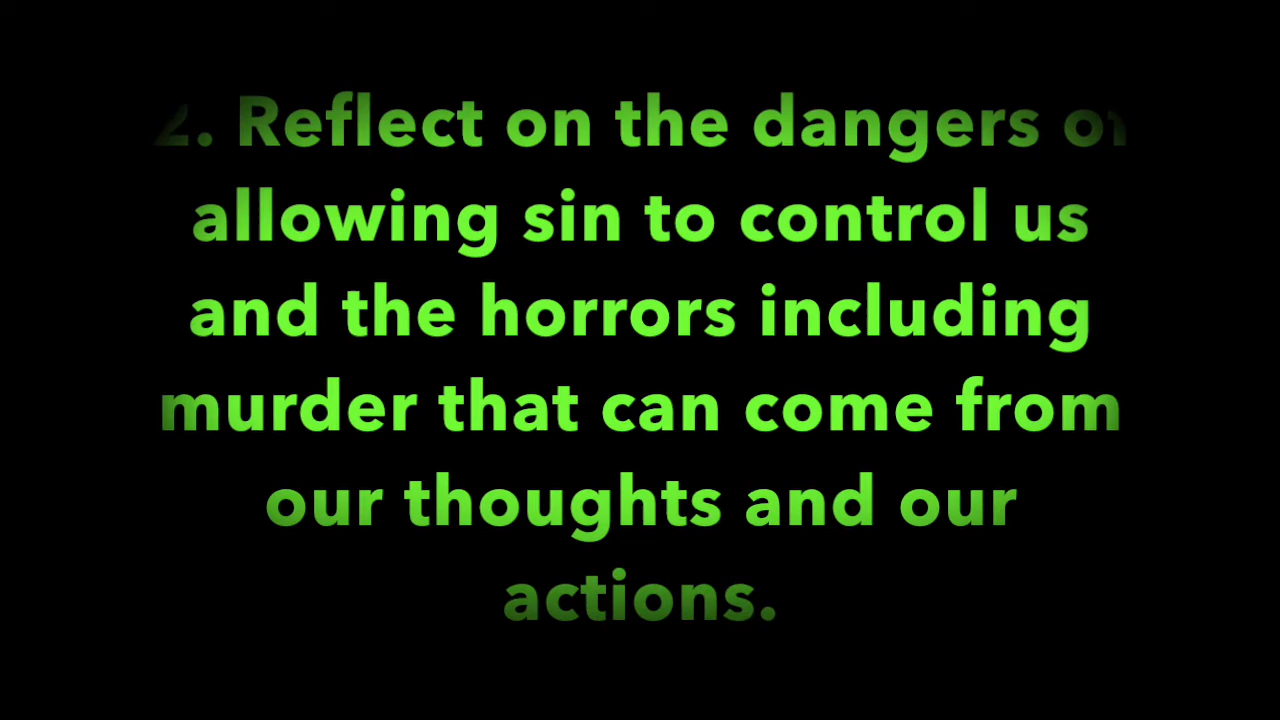 2. Reflect on the dangers of
allowing sin to control us
and the horrors including
murder that can come from
our thoughts and our
actions.